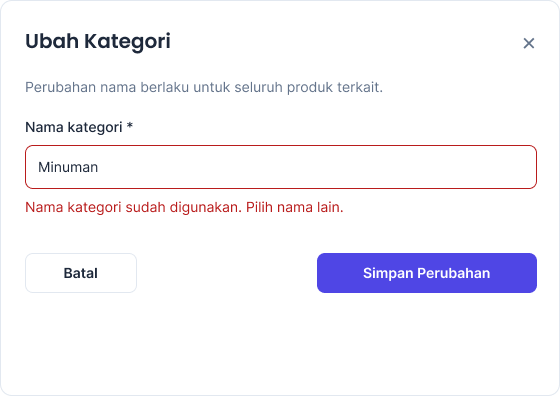 Ubah Kategori
Perubahan nama berlaku untuk seluruh produk terkait.
Nama kategori *
Minuman
Nama kategori sudah digunakan. Pilih nama lain.
Batal
Simpan Perubahan